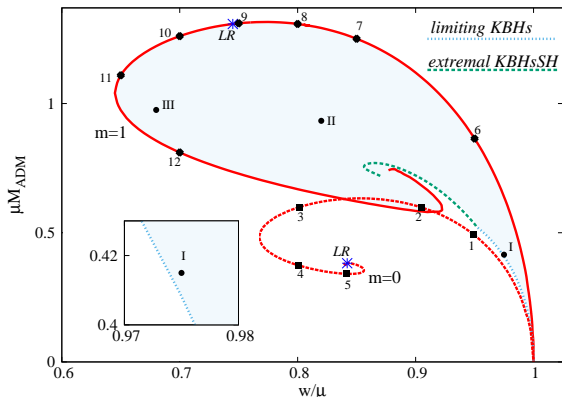 limiting KBHs
extremal KBHsSH
10
LR
9
8
7
11
III
II
6
m=1
12
1
μM_ADM
3
2
1
I
0.5
LR
4
5
m=0
0.42
I
0.4
0.97
0.98
0
0.6
0.7
0.8
0.9
1
w/μ